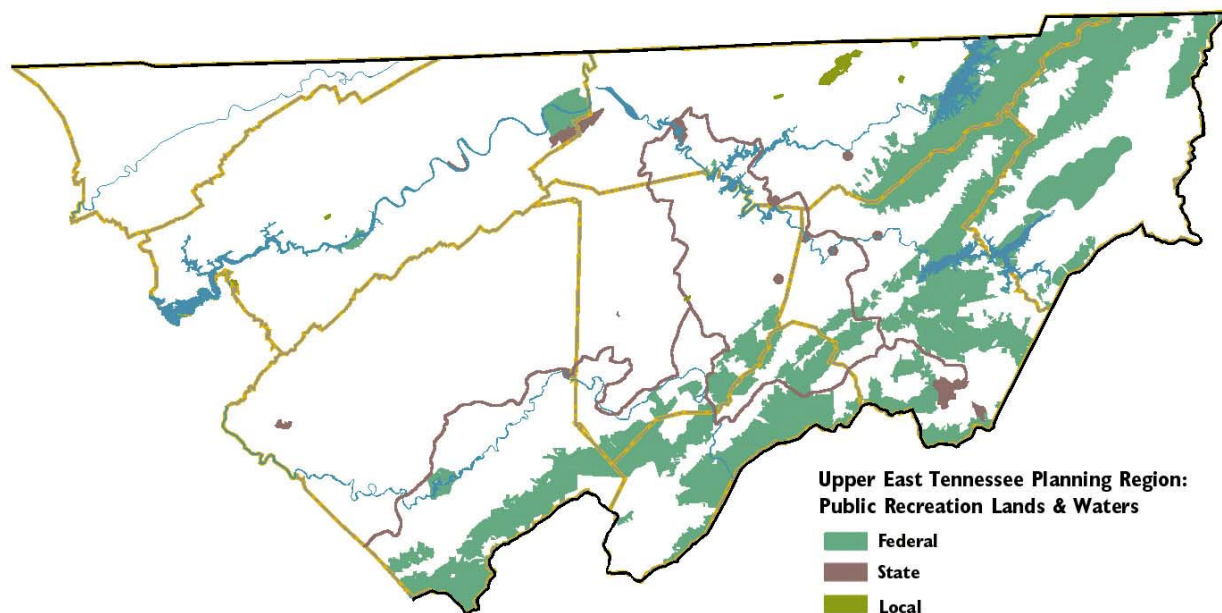 Upper East Tennessee Planning Region:
Public Recreation Lands & Waters
Federal
State
Local